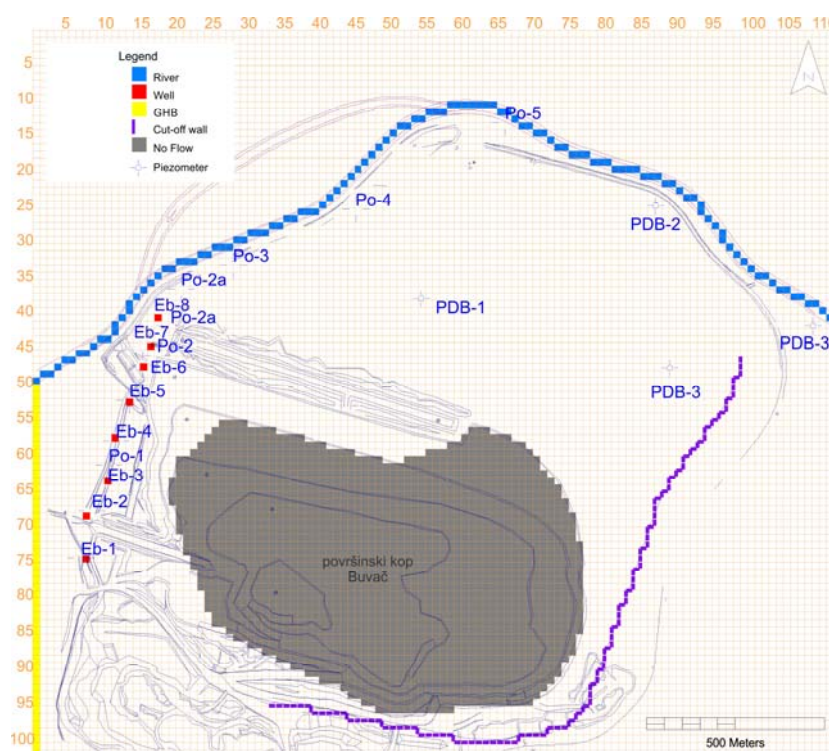 5 10 15 20 25 30 35 40 45 50 55 60 65 70 75 80 85 90 95 100 105 11
5
10
15
20
25
30
35
40
45
50
55
60
65
70
75
80
85
90
95
100
Legend
River
Well
GHB
Cut-off wall
No Flow
Piezometer
Po-5
Po-4
PDB-2
Po-3
Po-2a
Eb-8
PDB-1
Po-2a
PDB-3
Eb-7
Po-2
Eb-6
Eb-5
PDB-3
Eb-4
Po-1
Eb-3
Eb-2
Eb-1
površinski kop
Buvač
500 Meters